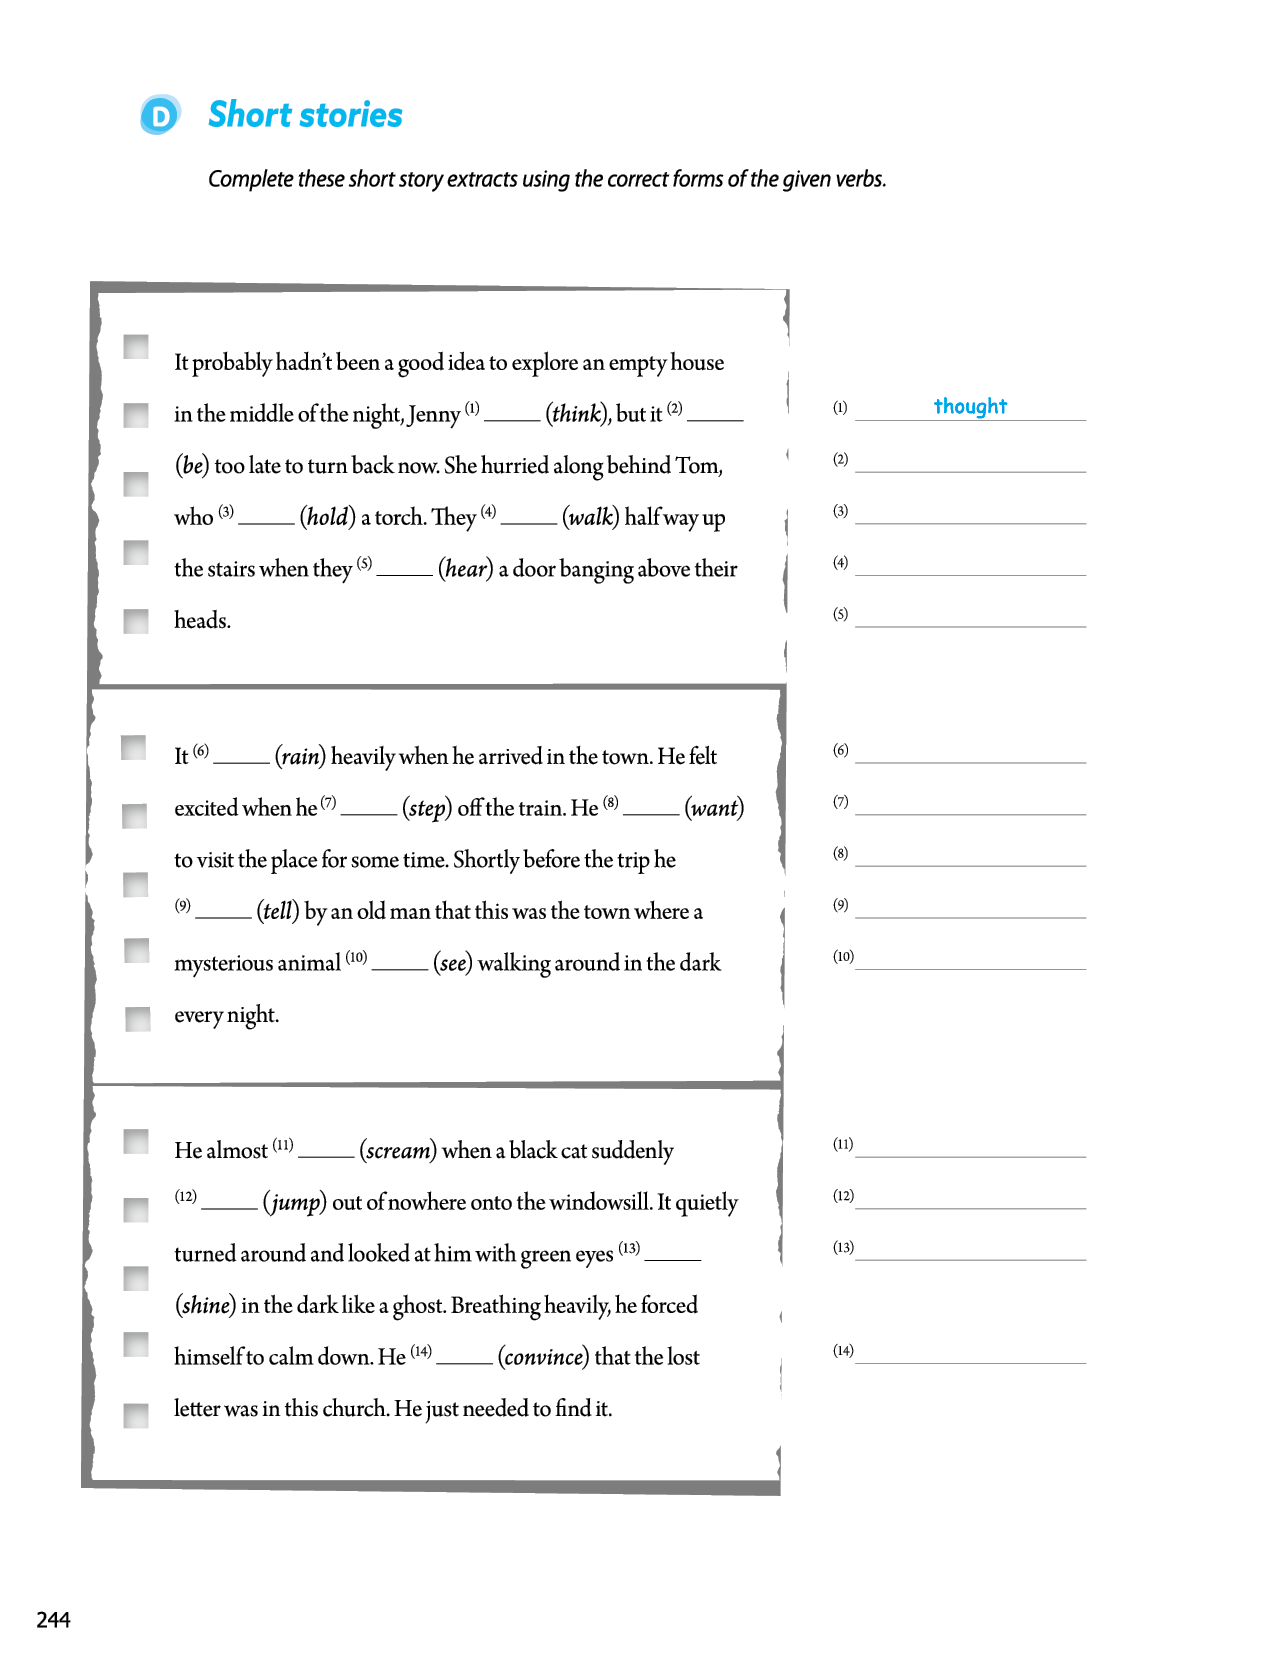 D Short stories
Complete these short story extracts using the correct forms of the given verbs.
It probably hadn't been a good idea to explore an empty house
in the middle of the night, Jenny (1) _____ (think), but it (2) _____
(be) too late to turn back now. She hurried along behind Tom,
who (3) _____ (hold) a torch. They (4) _____ (walk) halfway up
the stairs when they (5) _____ (hear) a door banging above their
heads.
(1) thought
(2)
(3)
(4)
(5)
It (6) _____ (rain) heavily when he arrived in the town. He felt
excited when he (7) _____ (step) off the train. He (8) _____ (want)
to visit the place for some time. Shortly before the trip he
(9) _____ (tell) by an old man that this was the town where a
mysterious animal (10) _____ (see) walking around in the dark
every night.
(6)
(7)
(8)
(9)
(10)
He almost (11) _____ (scream) when a black cat suddenly
(12) _____ (jump) out of nowhere onto the windowsill. It quietly
turned around and looked at him with green eyes (13) _____
(shine) in the dark like a ghost. Breathing heavily, he forced
himself to calm down. He (14) _____ (convince) that the lost
letter was in this church. He just needed to find it.
(11)
(12)
(13)
(14)
244